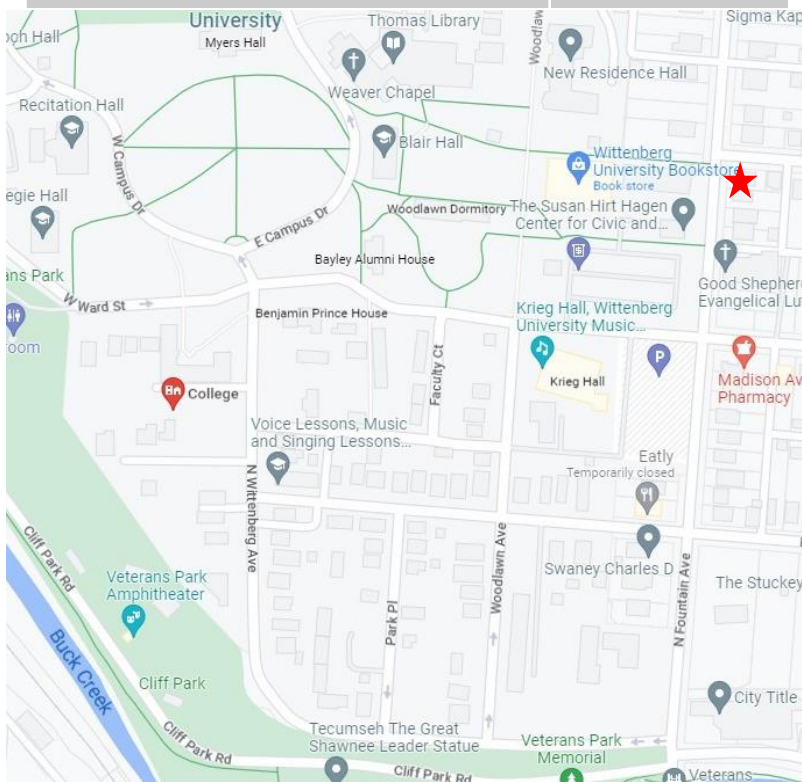 University
Thomas Library
Sigma Kap
Myers Hall
och Hall
Woodlawn
New Residence Hall
Weaver Chapel
Recitation Hall
W Campus Dr
Blair Hall
Wittenberg
University Bookstore
Book store
egie Hall
Woodlawn Dormitory
The Susan Hirt Hagen
Center for Civic and...
E Campus Dr
Bayley Alumni House
ans Park
Good Shepher
Evangelical Lu
W Ward St
Benjamin Prince House
Krieg Hall, Wittenberg
University Music...
oom
Faculty Ct
Krieg Hall
P
Madison Av
Pharmacy
College
Voice Lessons, Music
and Singing Lessons...
Eatly
Temporarily closed
N Wittenberg Ave
Cliff Park Rd
Woodlawn Ave
Swaney Charles D
N Fountain Ave
The Stuckey
Veterans Park
Amphitheater
Park Pl
Buck Creek
Cliff Park
City Title
Tecumseh The Great
Shawnee Leader Statue
Cliff Park Rd
Veterans Park
Memorial
Cliff Park Rd
Veterans